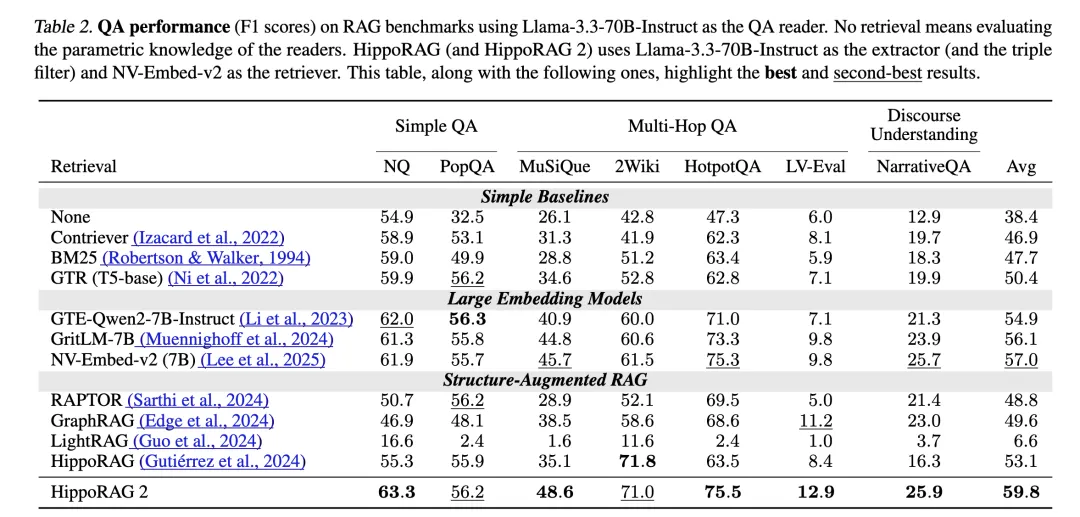 Table 2. QA performance (F1 scores) on RAG benchmarks using Llama-3.3-70B-Instruct as the QA reader. No retrieval means evaluating
the parametric knowledge of the readers. HippoRAG (and HippoRAG 2) uses Llama-3.3-70B-Instruct as the extractor (and the triple
filter) and NV-Embed-v2 as the retriever. This table, along with the following ones, highlight the best and second-best results.
Simple QA Multi-Hop QA Discourse Understanding
Retrieval NQ PopQA MuSiQue 2Wiki HotpotQA LV-Eval NarrativeQA Avg
Simple Baselines
None 54.9 32.5 26.1 42.8 47.3 6.0 12.9 38.4
Contriever (Izacard et al., 2022) 58.9 53.1 31.3 41.9 62.3 8.1 19.7 46.9
BM25 (Robertson & Walker, 1994) 59.0 49.9 28.8 51.2 63.4 5.9 18.3 47.7
GTR (T5-base) (Ni et al., 2022) 59.9 56.2 34.6 52.8 62.8 7.1 19.9 50.4
Large Embedding Models
GTE-Qwen2-7B-Instruct (Li et al., 2023) 62.0 56.3 40.9 60.0 71.0 7.1 21.3 54.9
GritLM-7B (Muennighoff et al., 2024) 61.3 55.8 44.8 60.6 73.3 9.8 23.9 56.1
NV-Embed-v2 (7B) (Lee et al., 2025) 61.9 55.7 45.7 61.5 75.3 9.8 25.7 57.0
Structure-Augmented RAG
RAPTOR (Sarthi et al., 2024) 50.7 56.2 28.9 52.1 69.5 5.0 21.4 48.8
GraphRAG (Edge et al., 2024) 46.9 48.1 38.5 58.6 68.6 11.2 23.0 49.6
LightRAG (Guo et al., 2024) 16.6 2.4 1.6 11.6 2.4 1.0 3.7 6.6
HippoRAG (Gutiérrez et al., 2024) 55.3 55.9 35.1 71.8 63.5 8.4 16.3 53.1
HippoRAG 2 63.3 56.2 48.6 71.0 75.5 12.9 25.9 59.8